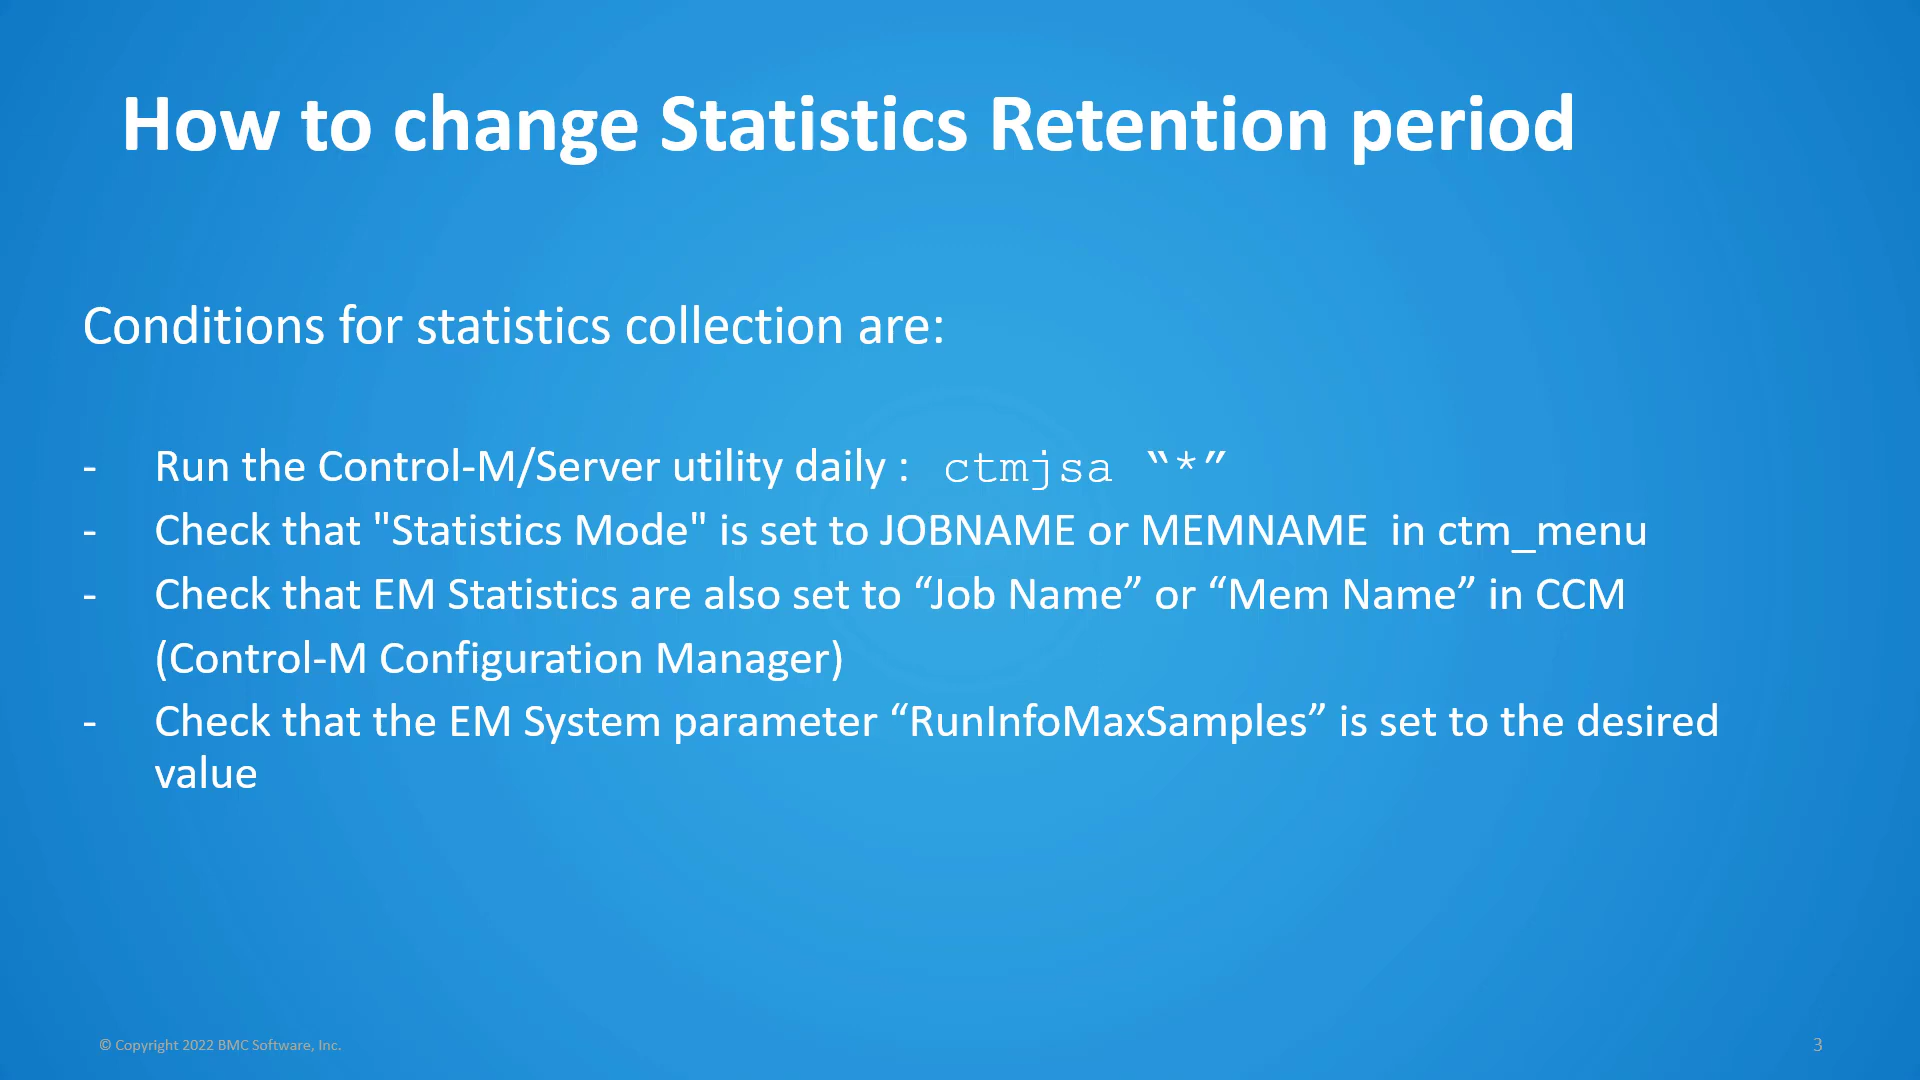 How to change Statistics Retention period
Conditions for statistics collection are:
- Run the Control-M/Server utility daily : ctmjsa “*”
- Check that "Statistics Mode" is set to JOBNAME or MEMNAME in ctm_menu
- Check that EM Statistics are also set to “Job Name” or “Mem Name” in CCM
(Control-M Configuration Manager)
- Check that the EM System parameter “RunInfoMaxSamples” is set to the desired
value
© Copyright 2022 BMC Software, Inc.
3